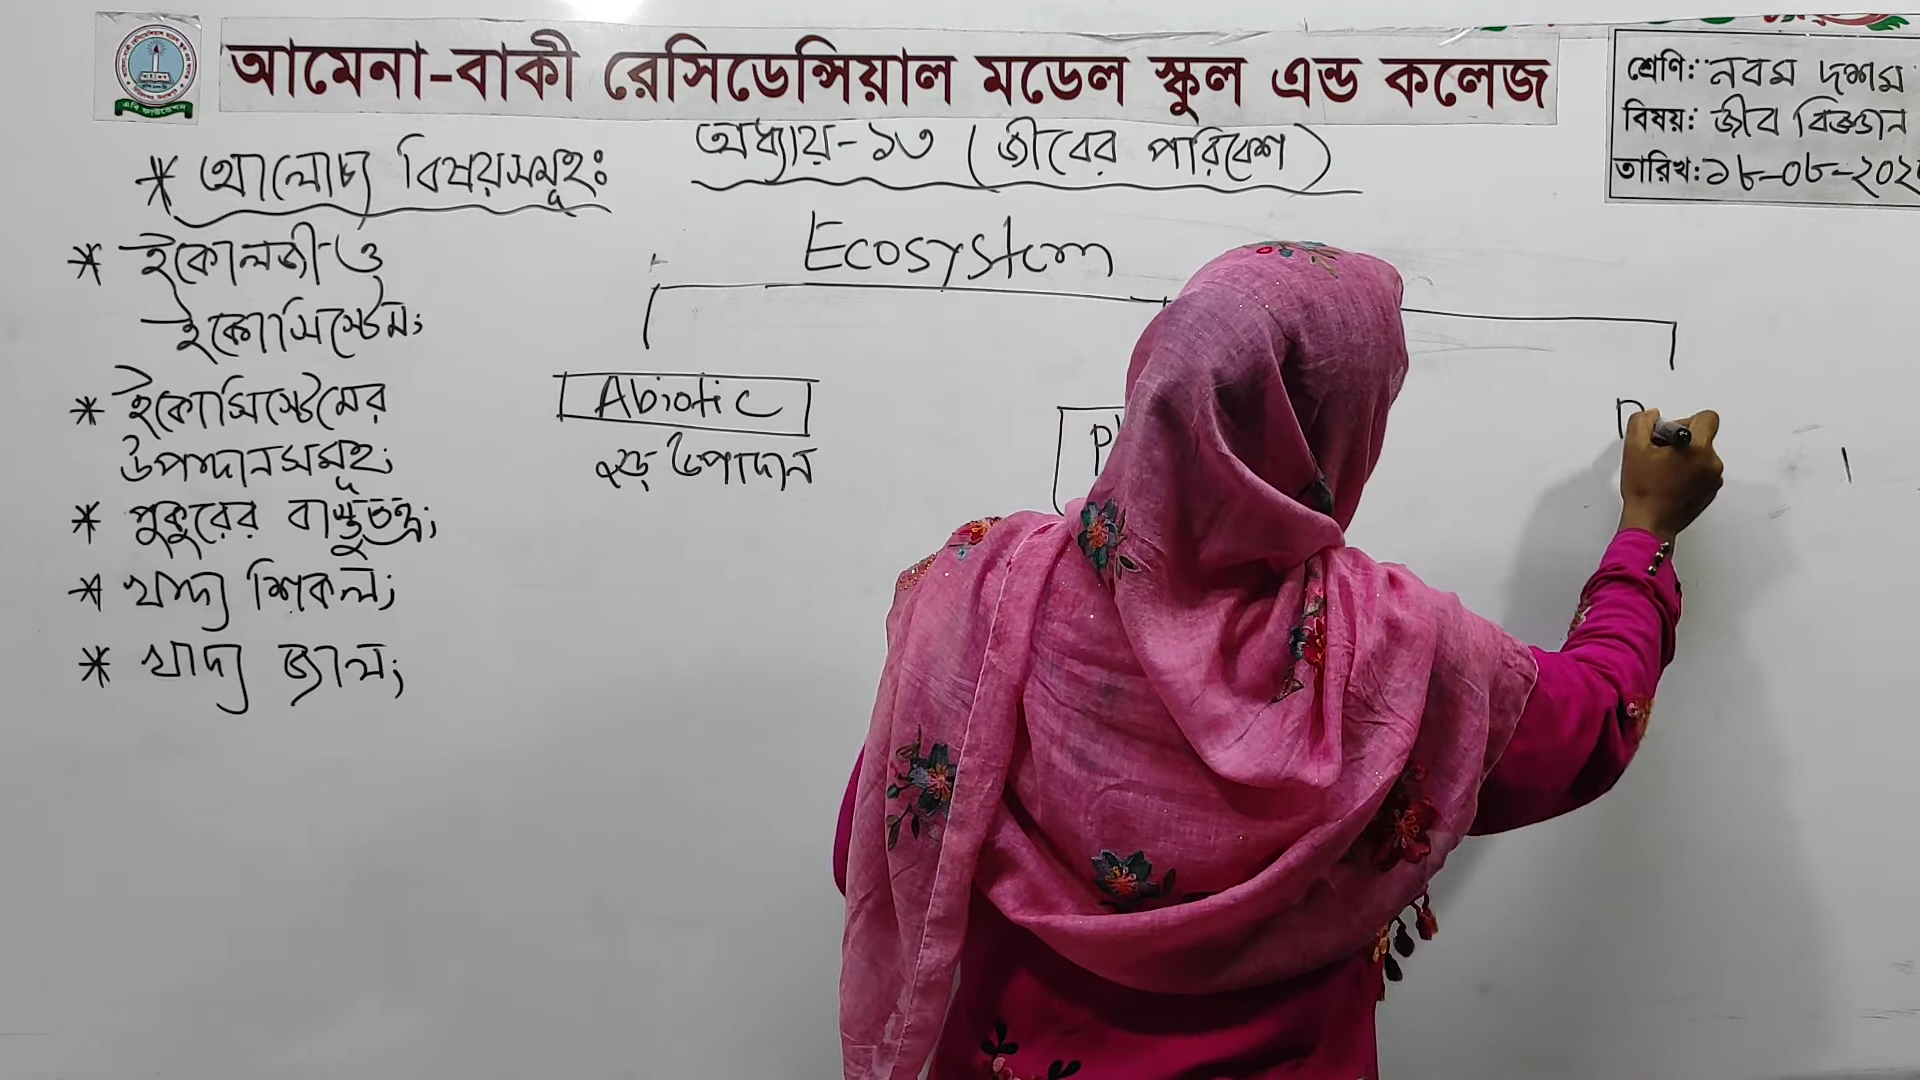 আমেনা-বাকী রেসিডেন্সিয়াল মডেল স্কুল এন্ড কলেজ
শ্রেণি: নবম দশম
বিষয়: জীব বিজ্ঞান
তারিখ: ১৮-০৮-২০২
অধ্যায়-১৩ (জীবের পরিবেশ)
* আলোচ্য বিষয়সমূহঃ
* ইকোলজী ও
ইকোসিস্টেম;
* ইকোসিস্টেমের
উপাদানসমূহ;
* পুকুরের বাস্তুতন্ত্র;
* খাদ্য শিকল;
* খাদ্য জাল;
Ecosystem
Abiotic
জড় উপাদান